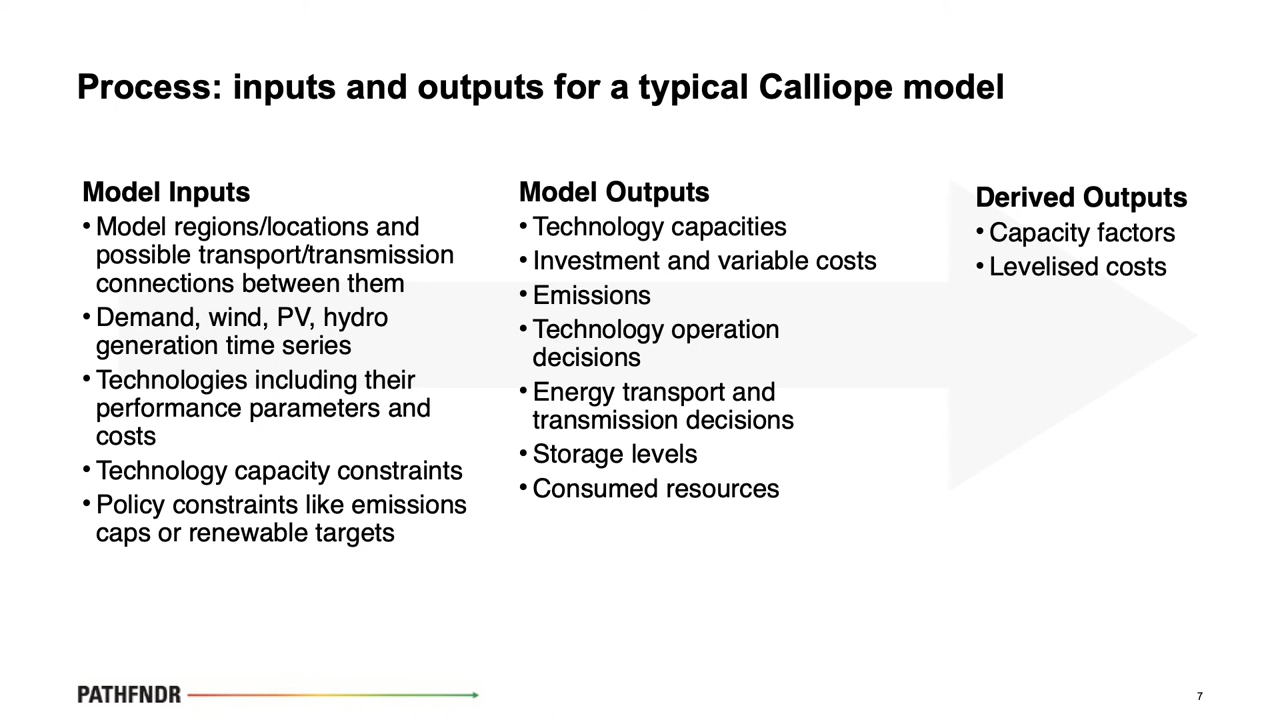 Process: inputs and outputs for a typical Calliope model
Model Inputs
• Model regions/locations and
possible transport/transmission
connections between them
• Demand, wind, PV, hydro
generation time series
• Technologies including their
performance parameters and
costs
• Technology capacity constraints
• Policy constraints like emissions
caps or renewable targets
Model Outputs
• Technology capacities
• Investment and variable costs
• Emissions
• Technology operation
decisions
• Energy transport and
transmission decisions
• Storage levels
• Consumed resources
Derived Outputs
• Capacity factors
• Levelised costs
PATHFNDR
7